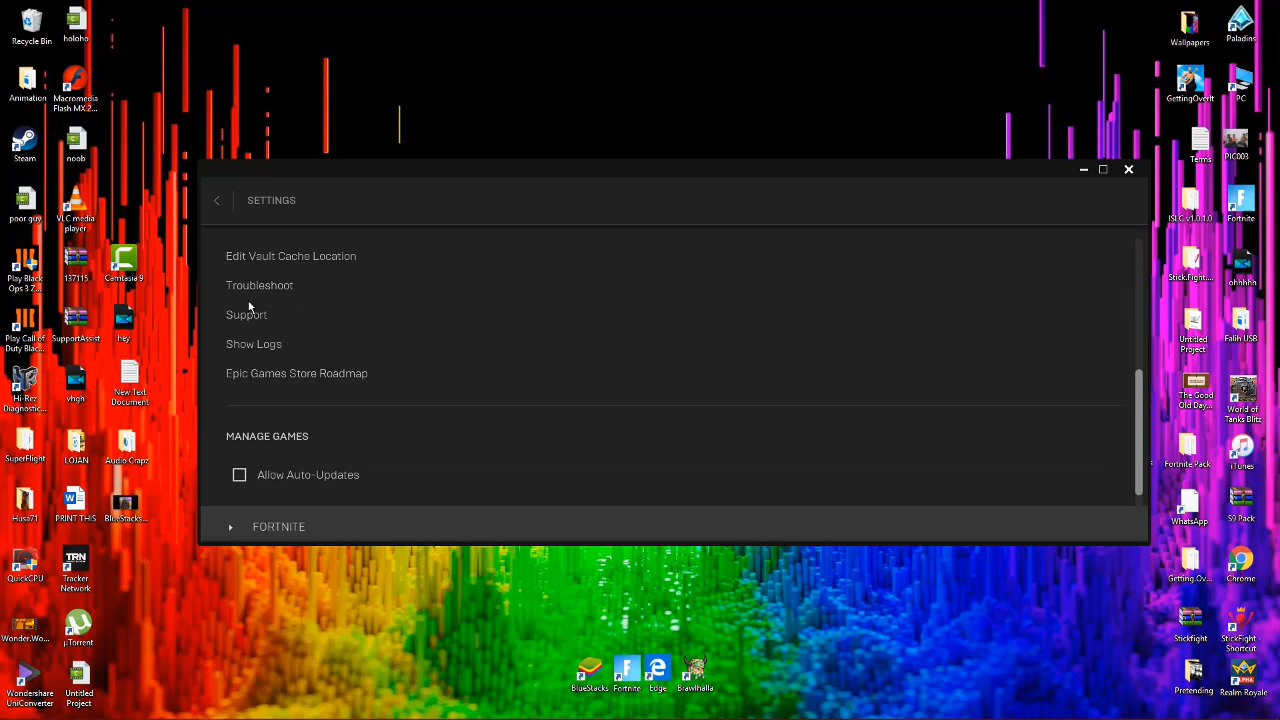 Recycle Bin
holoho
Animation
Macromedia
Flash MX 2...
Steam
noob
poor guy
VLC media
player
Play Black
Ops 3 Z...
137115
Camtasia 9
Play Call of
Duty Blac...
SupportAssist
hey
Hi-Rez
Diagnostic...
vhgh
New Text
Document
SuperFlight
LOJAN
Audio Crapz
Husa71
PRINT THIS
BlueStacks...
QuickCPU
TRN
Tracker
Network
Wonder.Wo...
µTorrent
Wondershare
UniConverter
Untitled
Project
SETTINGS
Edit Vault Cache Location
Troubleshoot
Support
Show Logs
Epic Games Store Roadmap
MANAGE GAMES
Allow Auto-Updates
FORTNITE
BlueStacks
Fortnite
Edge
Brawlhalla
Wallpapers
Paladins
GettingOverIt
PC
Terms
PIC003
ISLC v1.0.1.0
Fortnite
Stick.Fight....
ohnhhh
Untitled
Project
Falih USB
The Good
Old Day...
World of
Tanks Blitz
Fortnite Pack
iTunes
WhatsApp
S9 Pack
Getting.Ov...
Chrome
Stickfight
StickFight -
Shortcut
Pretending
ALPHA
Realm Royale